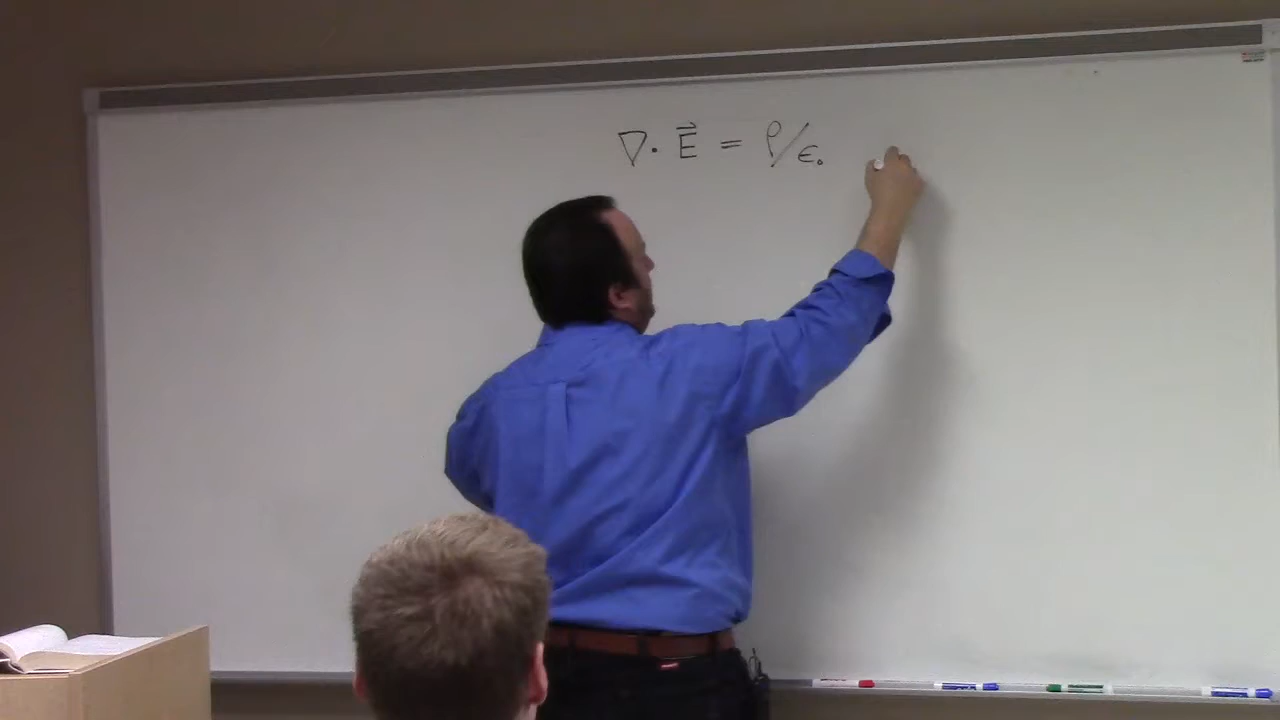 ∇· E⃗ = ρ/ϵ₀